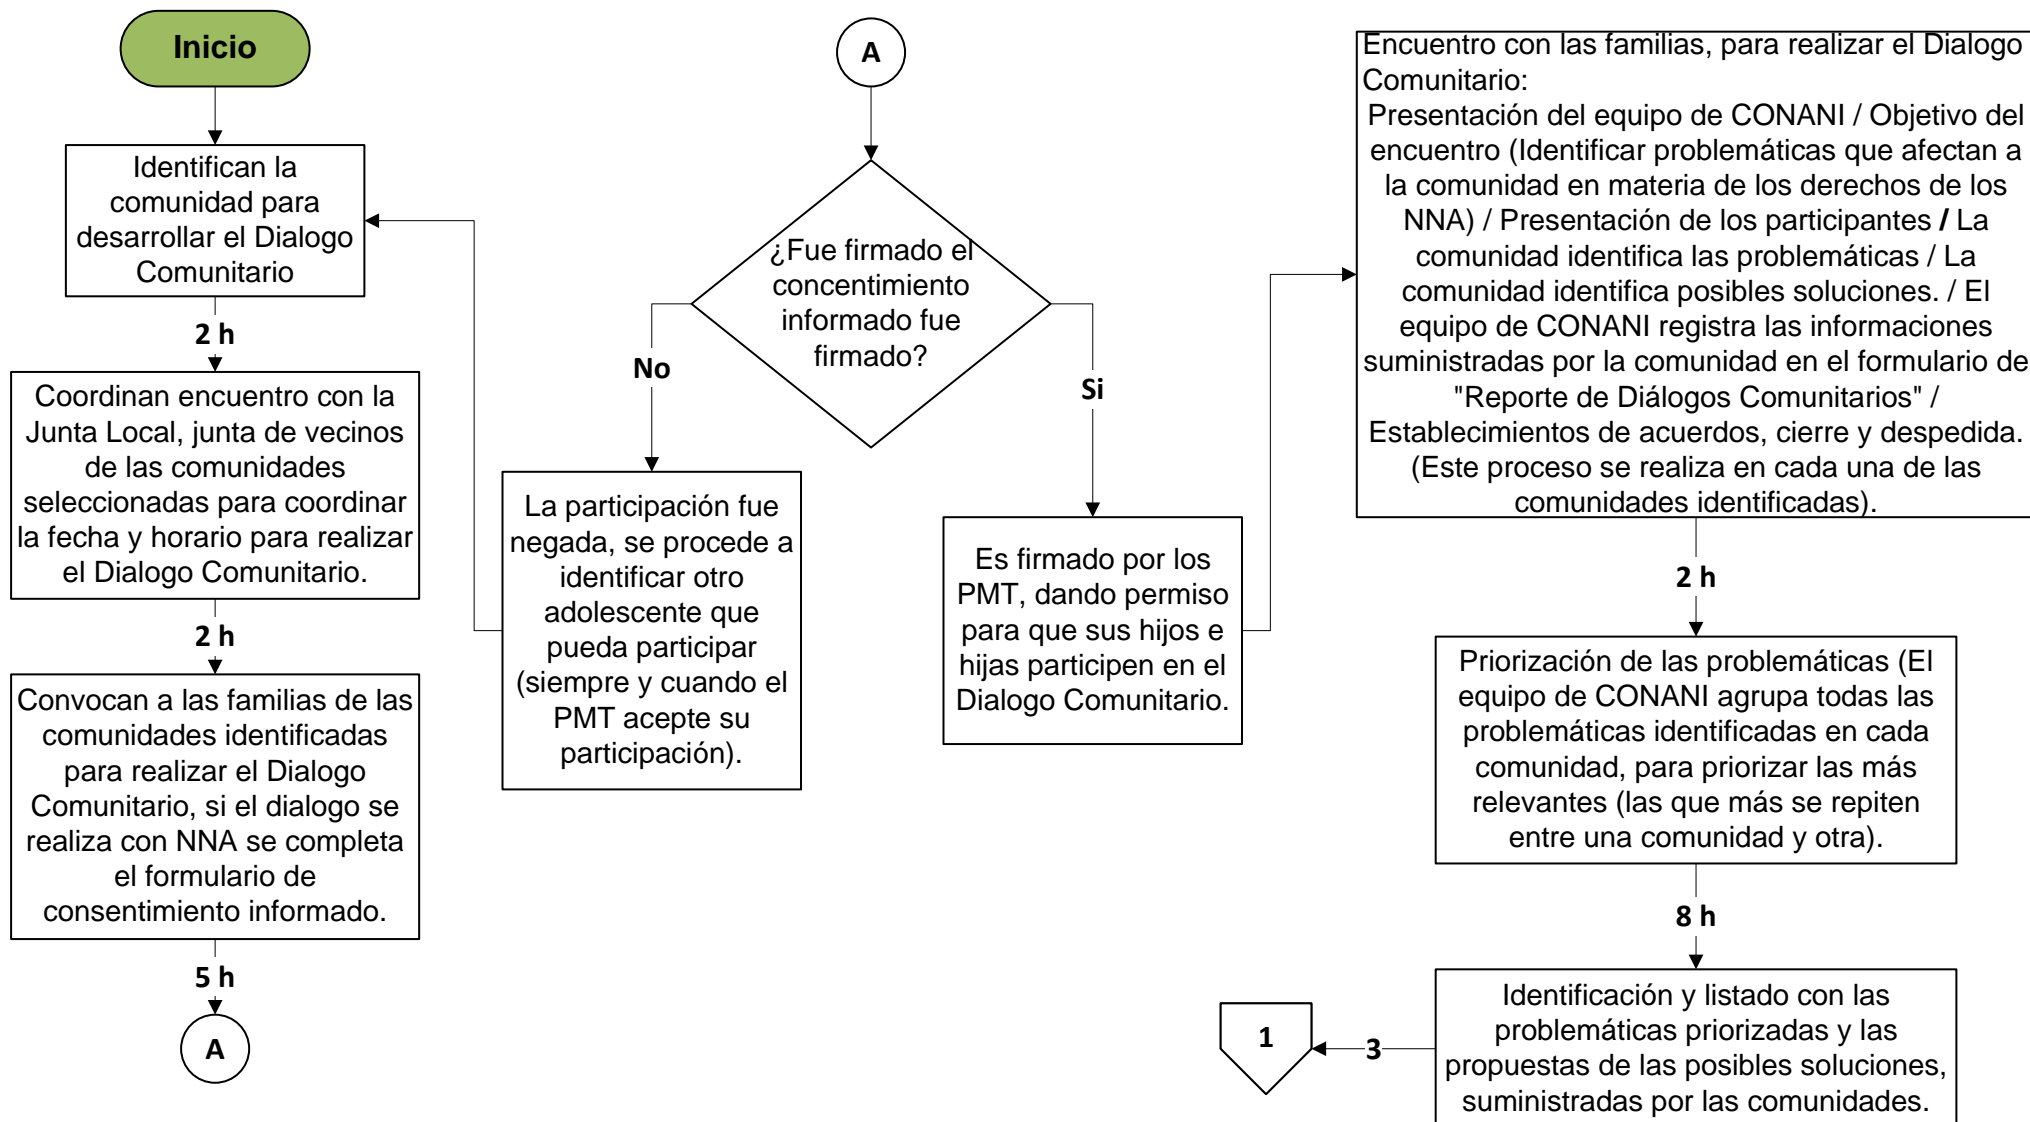 Inicio
Identifican la
comunidad para
desarrollar el Dialogo
Comunitario
2 h
Coordinan encuentro con la
Junta Local, junta de vecinos
de las comunidades
seleccionadas para coordinar
la fecha y horario para realizar
el Dialogo Comunitario.
2 h
Convocan a las familias de las
comunidades identificadas
para realizar el Dialogo
Comunitario, si el dialogo se
realiza con NNA se completa
el formulario de
consentimiento informado.
5 h
A
A
¿Fue firmado el
concentimiento
informado fue
firmado?
No
La participación fue
negada, se procede a
identificar otro
adolescente que
pueda participar
(siempre y cuando el
PMT acepte su
participación).
Si
Es firmado por los
PMT, dando permiso
para que sus hijos e
hijas participen en el
Dialogo Comunitario.
Encuentro con las familias, para realizar el Dialogo
Comunitario:
Presentación del equipo de CONANI / Objetivo del
encuentro (Identificar problemáticas que afectan a
la comunidad en materia de los derechos de los
NNA) / Presentación de los participantes / La
comunidad identifica las problemáticas / La
comunidad identifica posibles soluciones. / El
equipo de CONANI registra las informaciones
suministradas por la comunidad en el formulario de
"Reporte de Diálogos Comunitarios" /
Establecimientos de acuerdos, cierre y despedida.
(Este proceso se realiza en cada una de las
comunidades identificadas).
2 h
Priorización de las problemáticas (El
equipo de CONANI agrupa todas las
problemáticas identificadas en cada
comunidad, para priorizar las más
relevantes (las que más se repiten
entre una comunidad y otra).
8 h
Identificación y listado con las
problemáticas priorizadas y las
propuestas de las posibles soluciones,
suministradas por las comunidades.
3
1